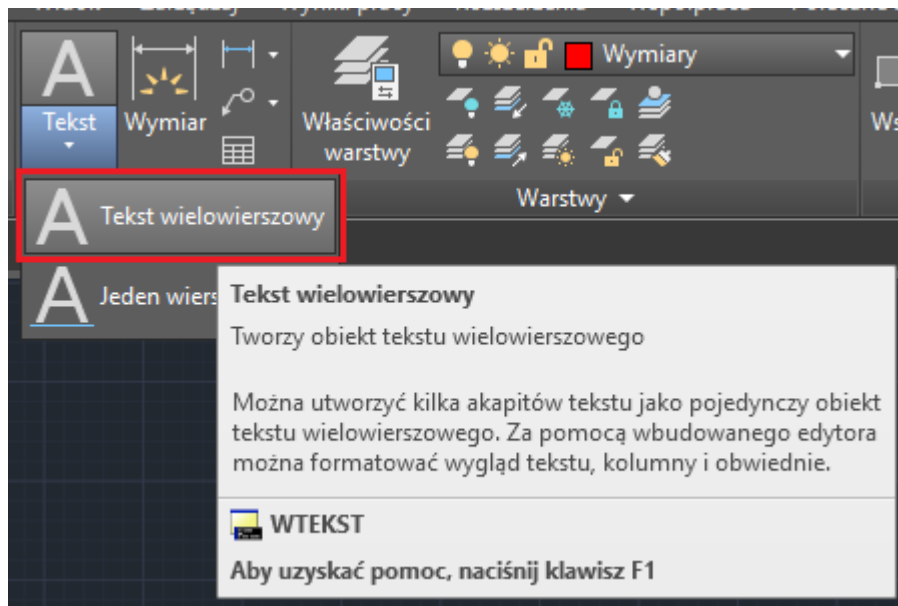 Tekst
Wymiar
Właściwości
warstwy
Wymiary
Ws
Warstwy
Tekst wielowierszowy
Jeden wiers
Tekst wielowierszowy
Tworzy obiekt tekstu wielowierszowego
Można utworzyć kilka akapitów tekstu jako pojedynczy obiekt
tekstu wielowierszowego. Za pomocą wbudowanego edytora
można formatować wygląd tekstu, kolumny i obwiednie.
WTEKST
Aby uzyskać pomoc, naciśnij klawisz F1